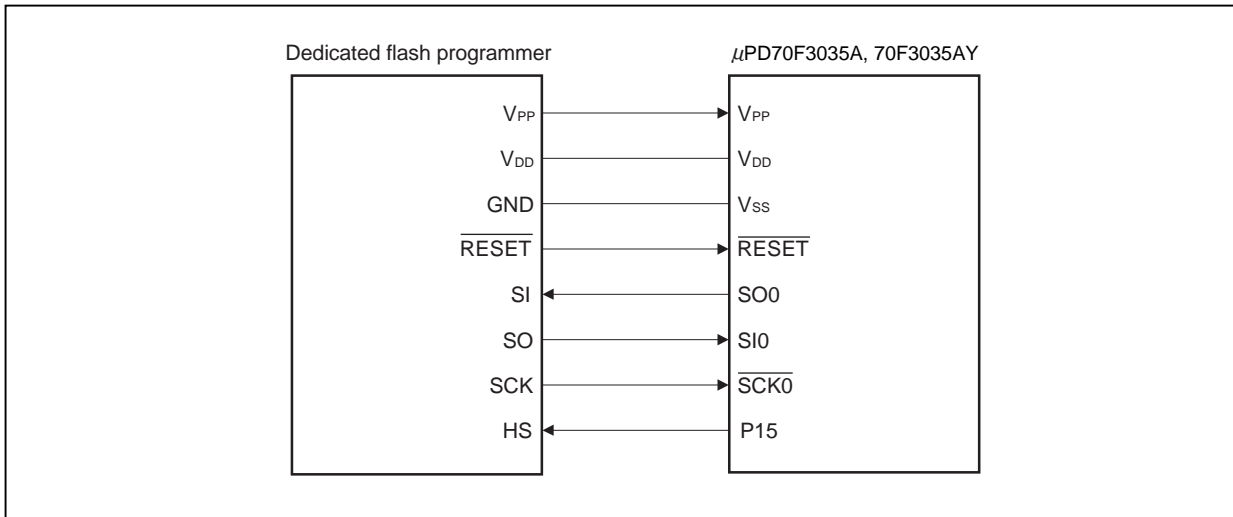 Dedicated flash programmer μPD70F3035A, 70F3035AY
VPP VPP
VDD VDD
GND VSS
RESET RESET
SI SO0
SO SI0
SCK SCK0
HS P15